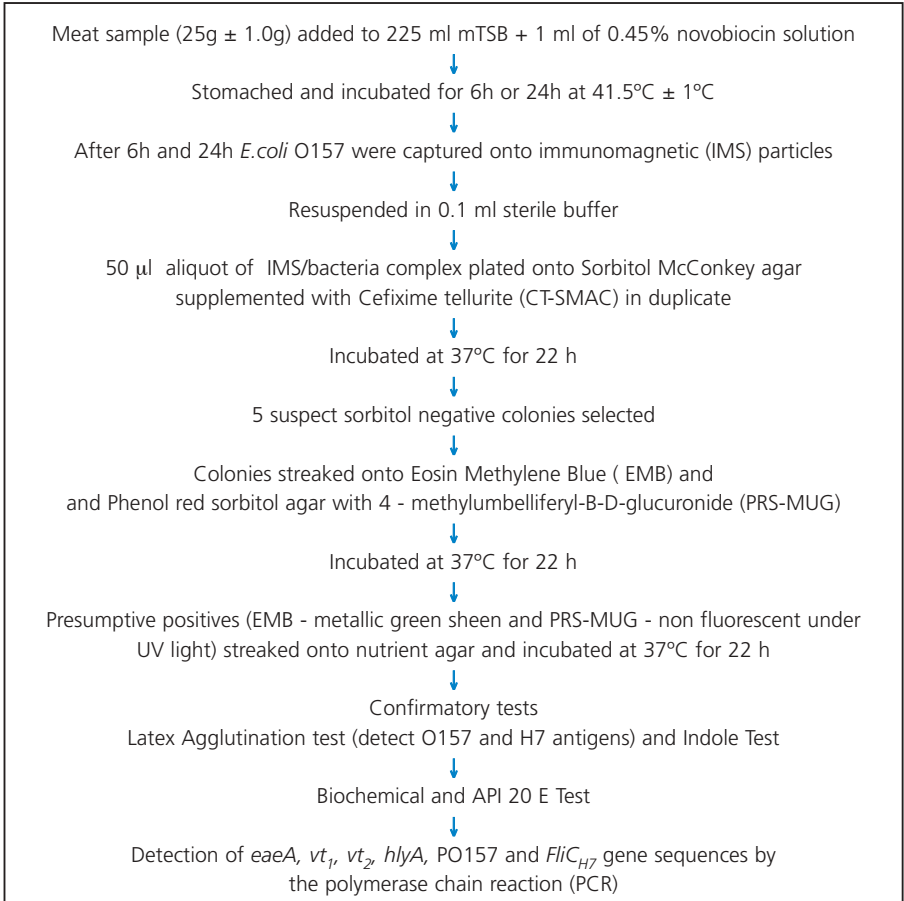 Meat sample (25g ± 1.0g) added to 225 ml mTSB + 1 ml of 0.45% novobiocin solution
↓
Stomached and incubated for 6h or 24h at 41.5ºC ± 1ºC
↓
After 6h and 24h E.coli O157 were captured onto immunomagnetic (IMS) particles
↓
Resuspended in 0.1 ml sterile buffer
↓
50 µl aliquot of IMS/bacteria complex plated onto Sorbitol McConkey agar
supplemented with Cefixime tellurite (CT-SMAC) in duplicate
↓
Incubated at 37ºC for 22 h
↓
5 suspect sorbitol negative colonies selected
↓
Colonies streaked onto Eosin Methylene Blue ( EMB) and
and Phenol red sorbitol agar with 4 - methylumbelliferyl-B-D-glucuronide (PRS-MUG)
↓
Incubated at 37ºC for 22 h
↓
Presumptive positives (EMB - metallic green sheen and PRS-MUG - non fluorescent under
UV light) streaked onto nutrient agar and incubated at 37ºC for 22 h
↓
Confirmatory tests
Latex Agglutination test (detect O157 and H7 antigens) and Indole Test
↓
Biochemical and API 20 E Test
↓
Detection of eaeA, vt₁, vt₂, hlyA, PO157 and FliC_H7 gene sequences by
the polymerase chain reaction (PCR)